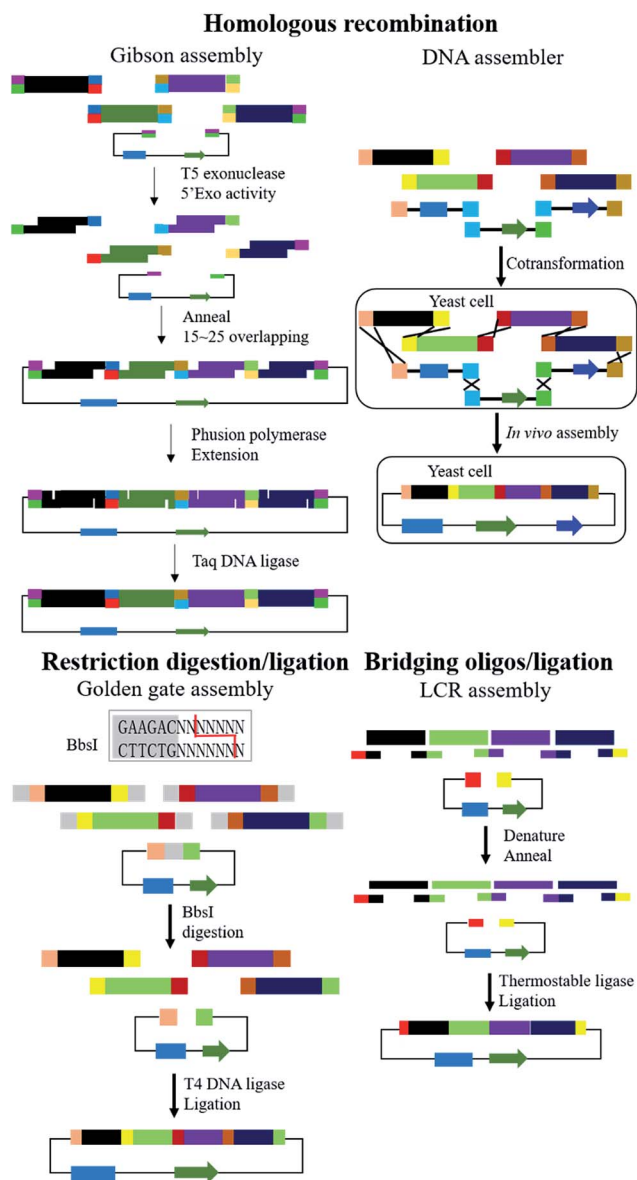 Homologous recombination
Gibson assembly
T5 exonuclease
5'Exo activity
Anneal
15~25 overlapping
Phusion polymerase
Extension
Taq DNA ligase
DNA assembler
Cotransformation
Yeast cell
In vivo assembly
Yeast cell
Restriction digestion/ligation
Golden gate assembly
BbsI
GAAGACNNNNNNN
CTTCTGNNNNNNN
BbsI
digestion
T4 DNA ligase
Ligation
Bridging oligos/ligation
LCR assembly
Denature
Anneal
Thermostable ligase
Ligation